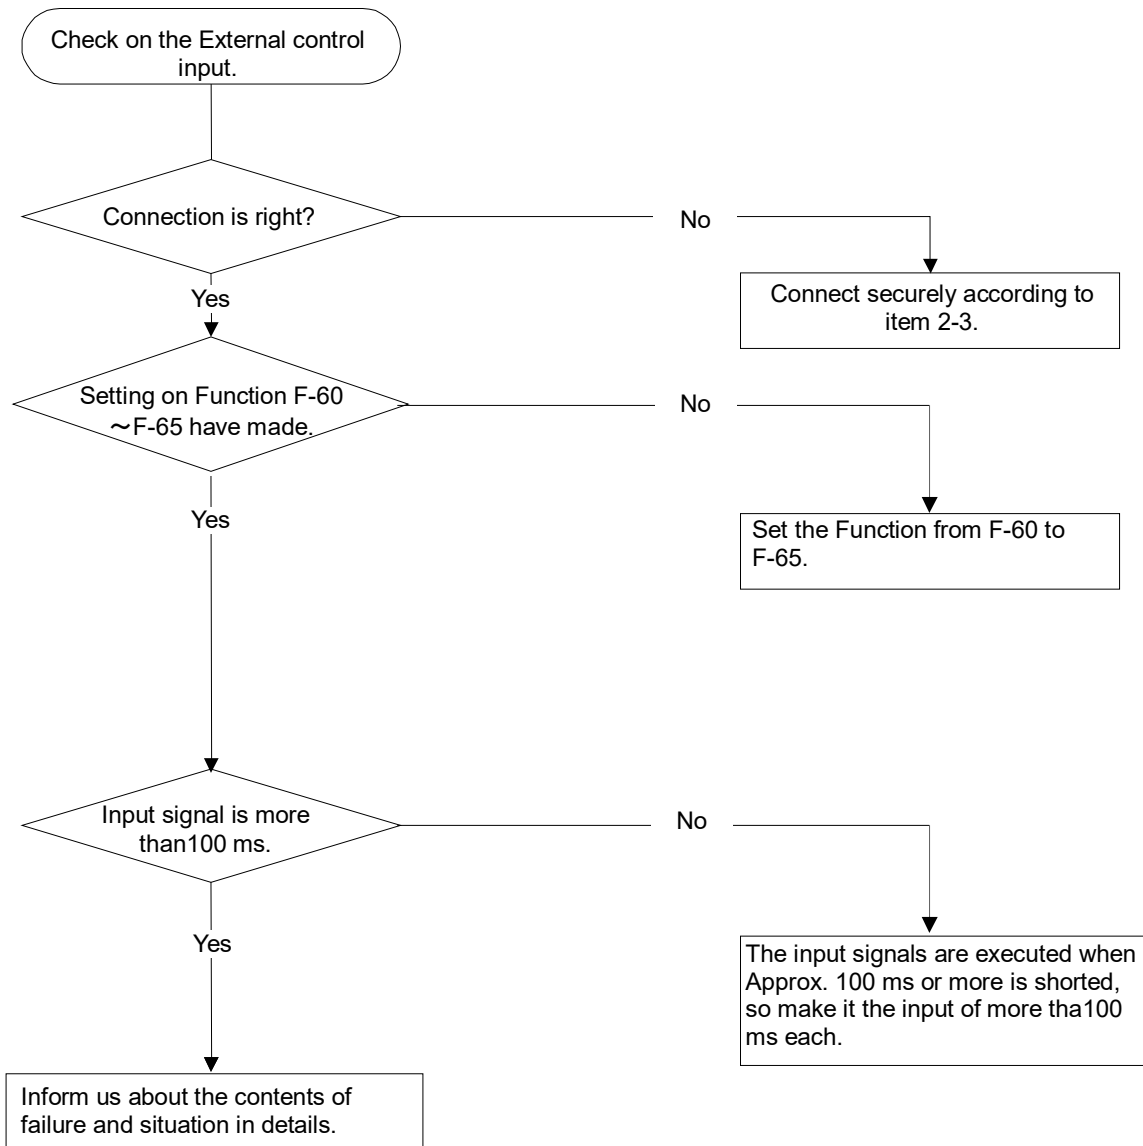 Check on the External control
input.
Connection is right?
No
Yes
Connect securely according to
item 2-3.
Setting on Function F-60
～F-65 have made.
No
Yes
Set the Function from F-60 to
F-65.
Input signal is more
than100 ms.
No
Yes
The input signals are executed when
Approx. 100 ms or more is shorted,
so make it the input of more tha100
ms each.
Inform us about the contents of
failure and situation in details.